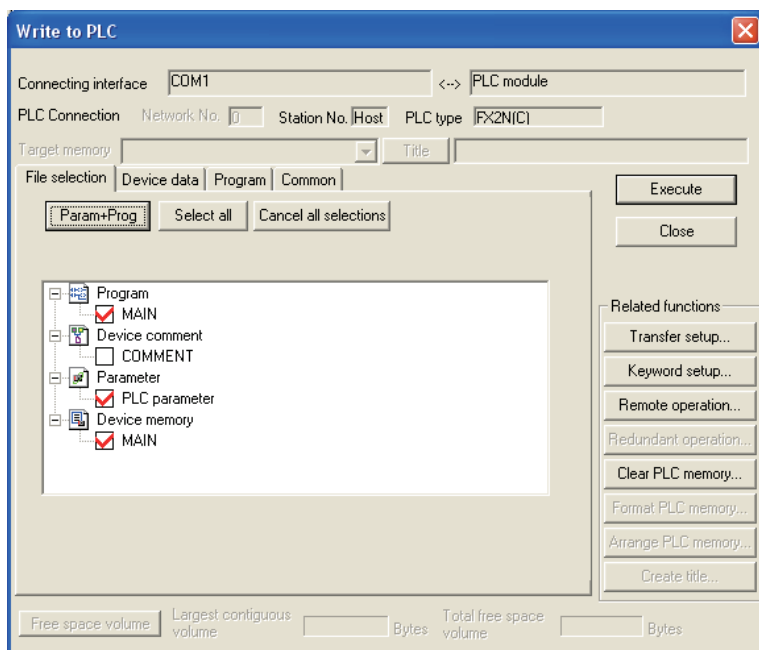 Write to PLC
Connecting interface COM1 <--> PLC module
PLC Connection Network No. 0 Station No. Host PLC type FX2N(C)
Target memory Title
File selection Device data Program Common
Execute
Param+Prog Select all Cancel all selections
Close
Program
MAIN
Device comment
COMMENT
Parameter
PLC parameter
Device memory
MAIN
Related functions
Transfer setup...
Keyword setup...
Remote operation...
Redundant operation...
Clear PLC memory...
Format PLC memory...
Arrange PLC memory...
Create title...
Free space volume Largest contiguous volume Bytes Total free space volume Bytes